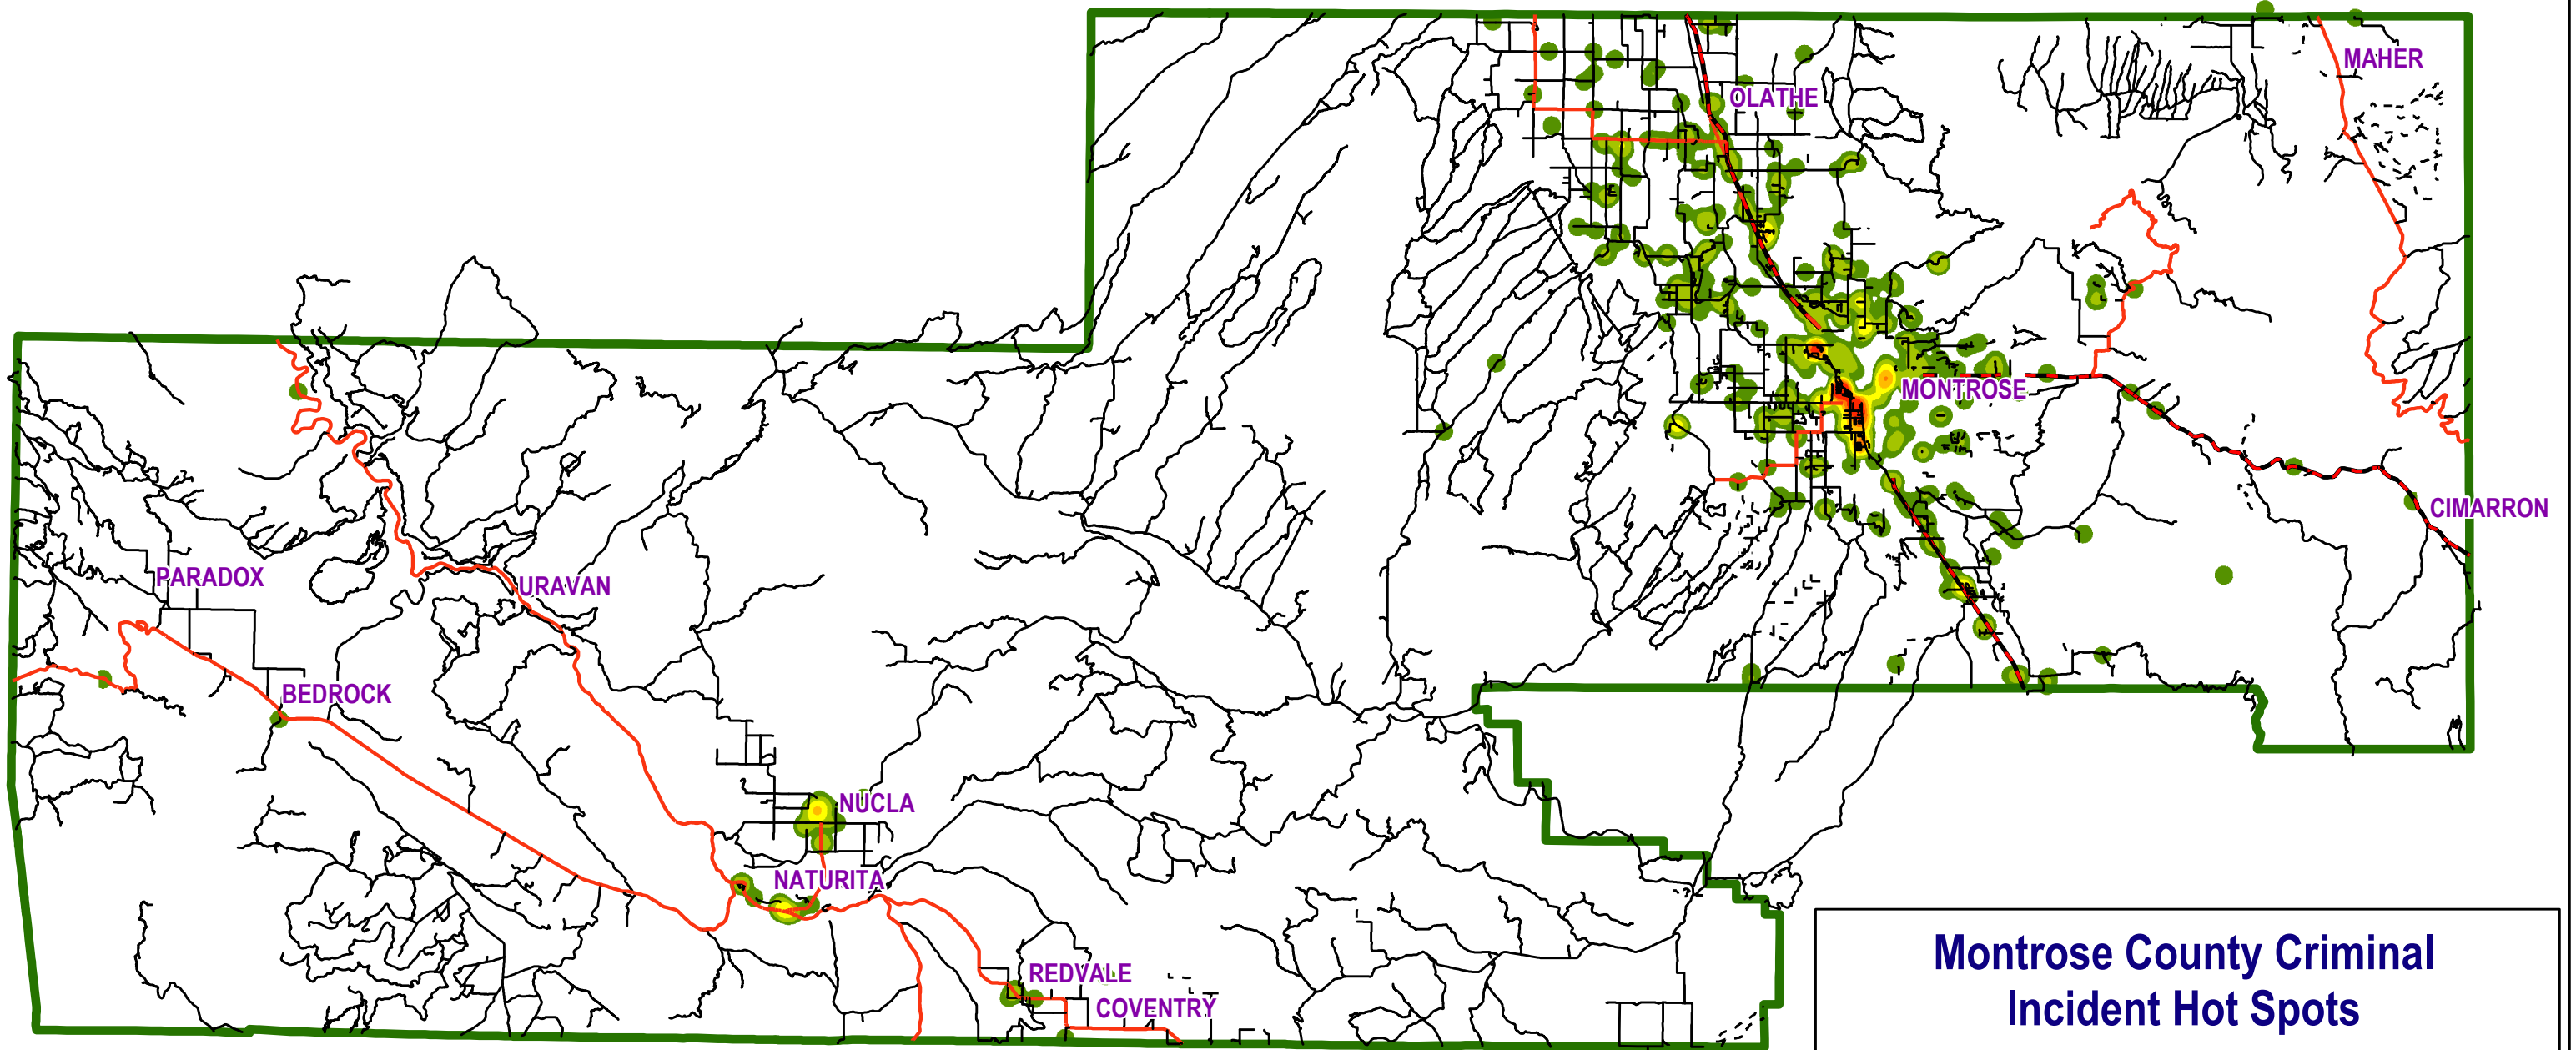 MAHER
OLATHE
MONTROSE
CIMARRON
PARADOX
URAVAN
BEDROCK
NUCLA
NATURITA
REDVALE
COVENTRY
Montrose County Criminal
Incident Hot Spots